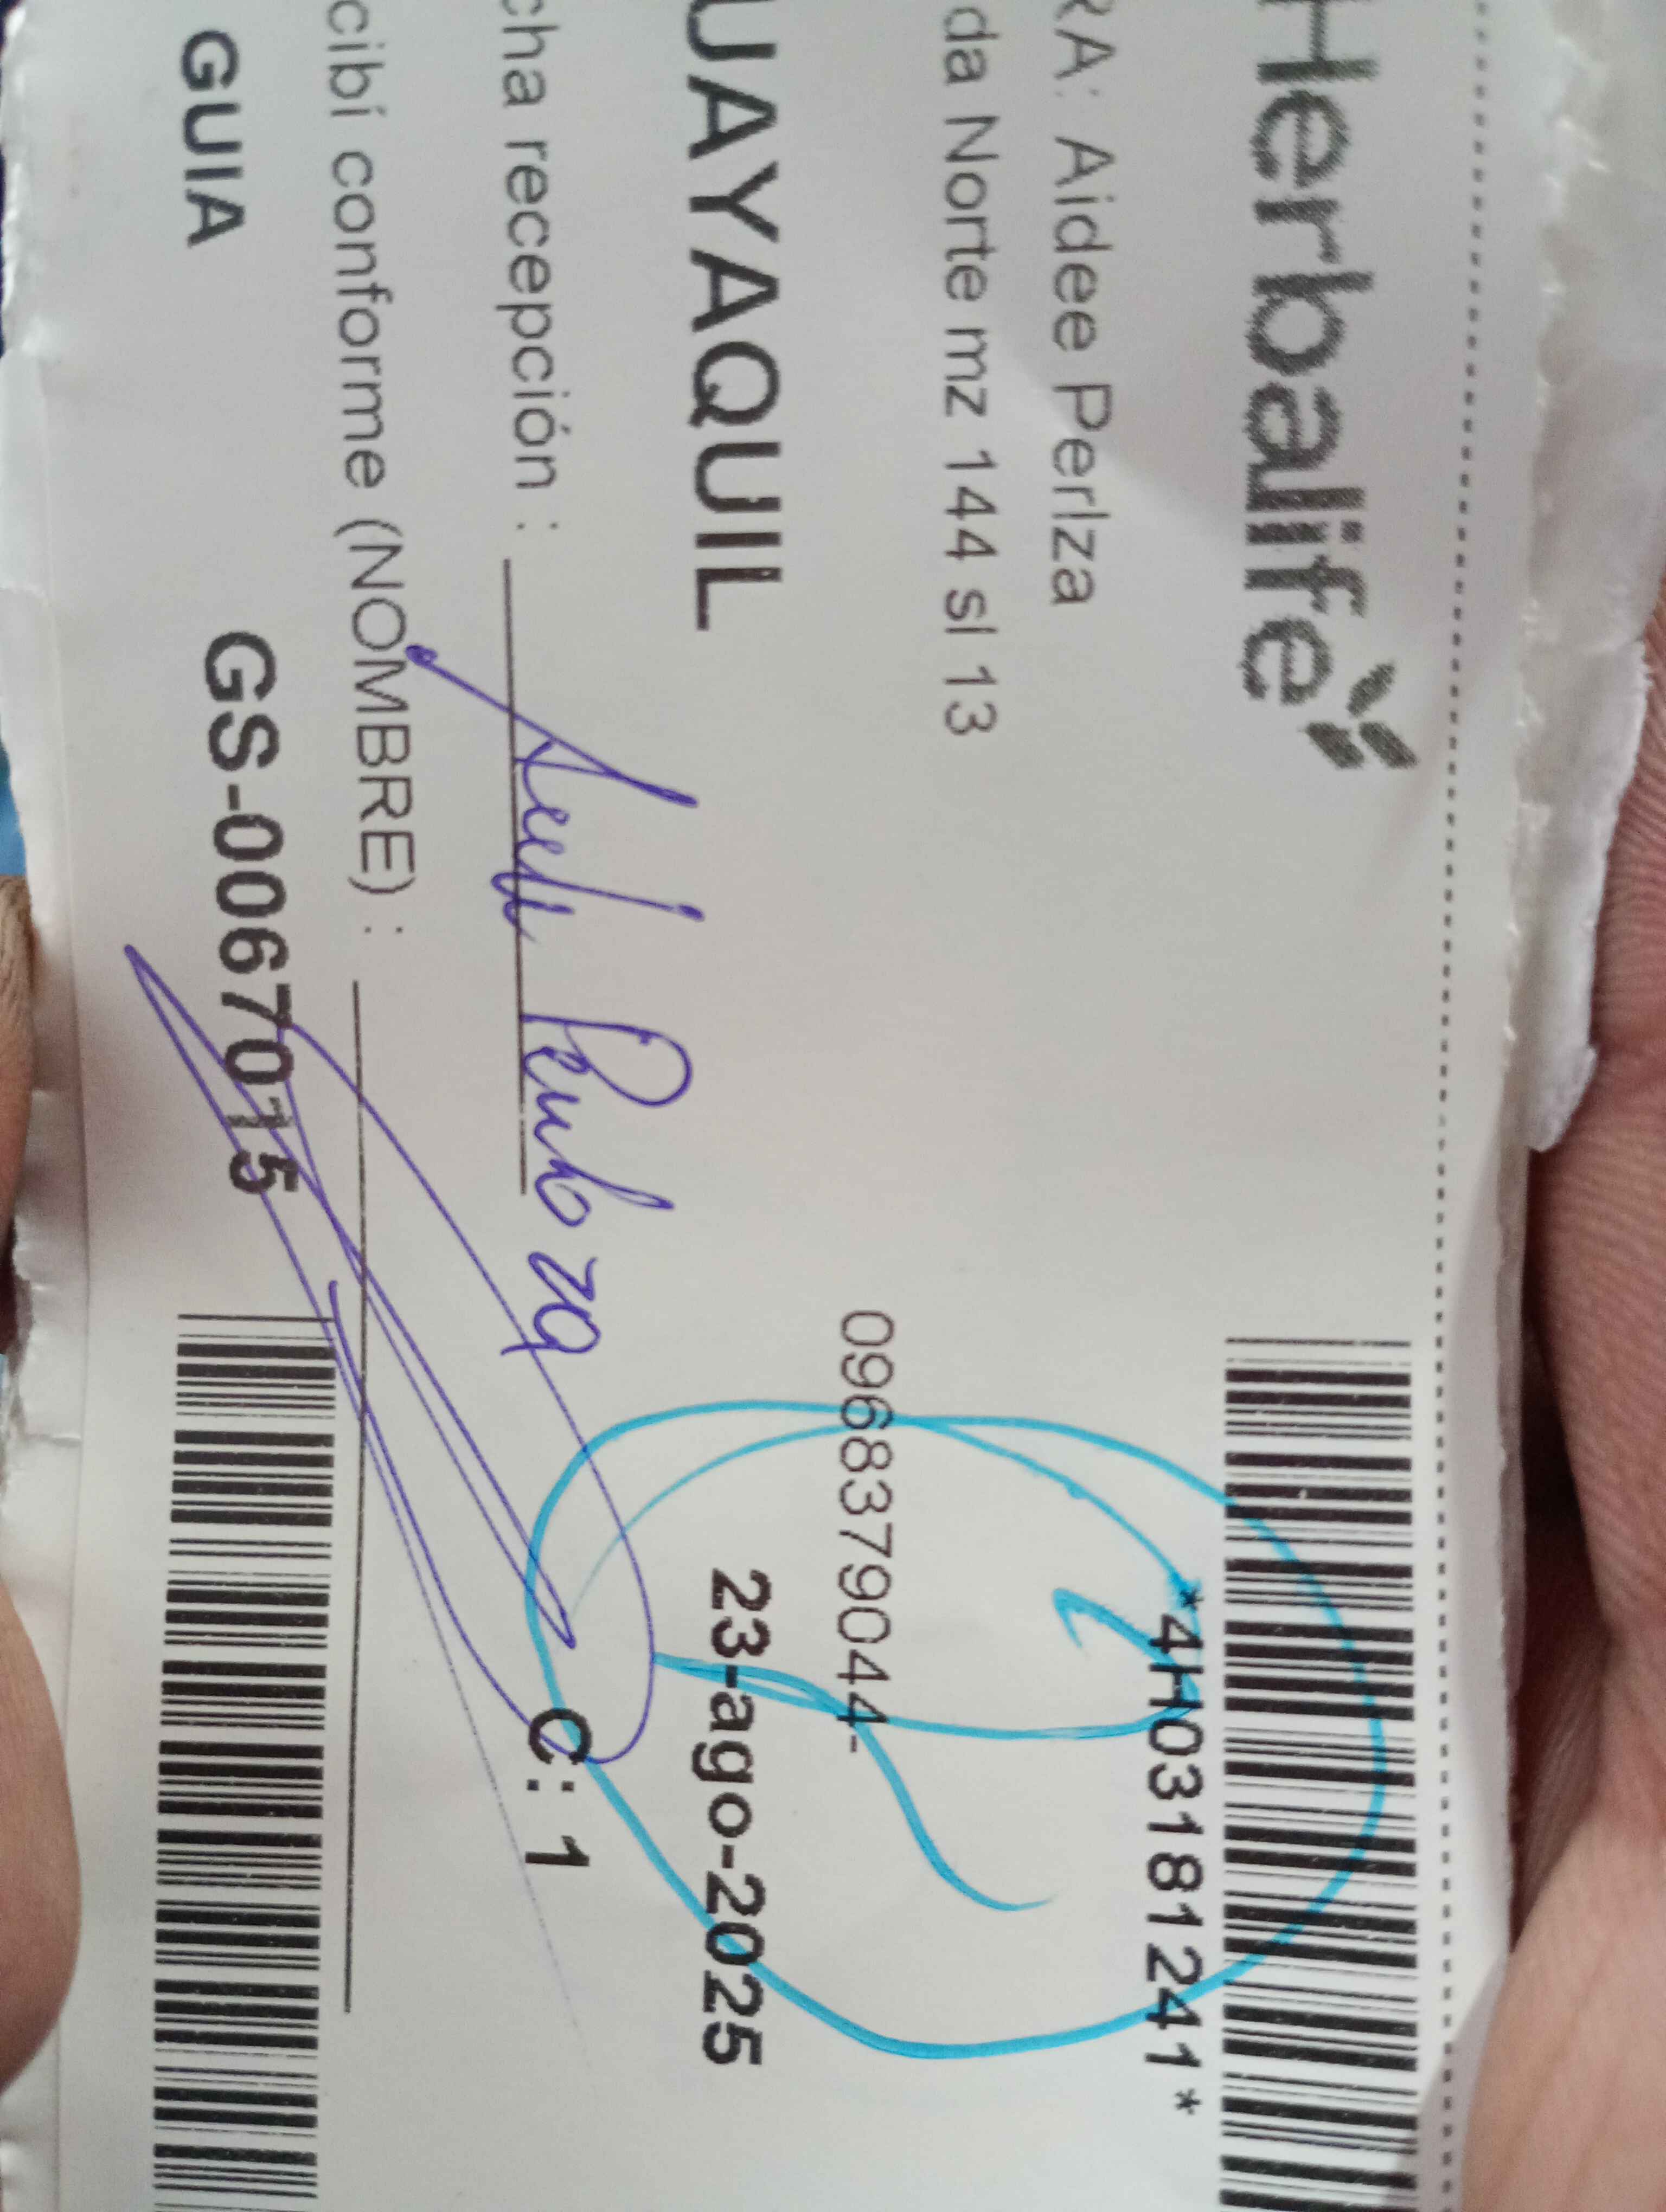 Herbalife
*4H03181241*
RA: Aidee Perlza
da Norte mz 144 sl 13
0968379044-
UAYAQUIL 23-ago-2025
cha recepción :
C: 1
cibí conforme (NOMBRE) :
GUIA GS-00670115